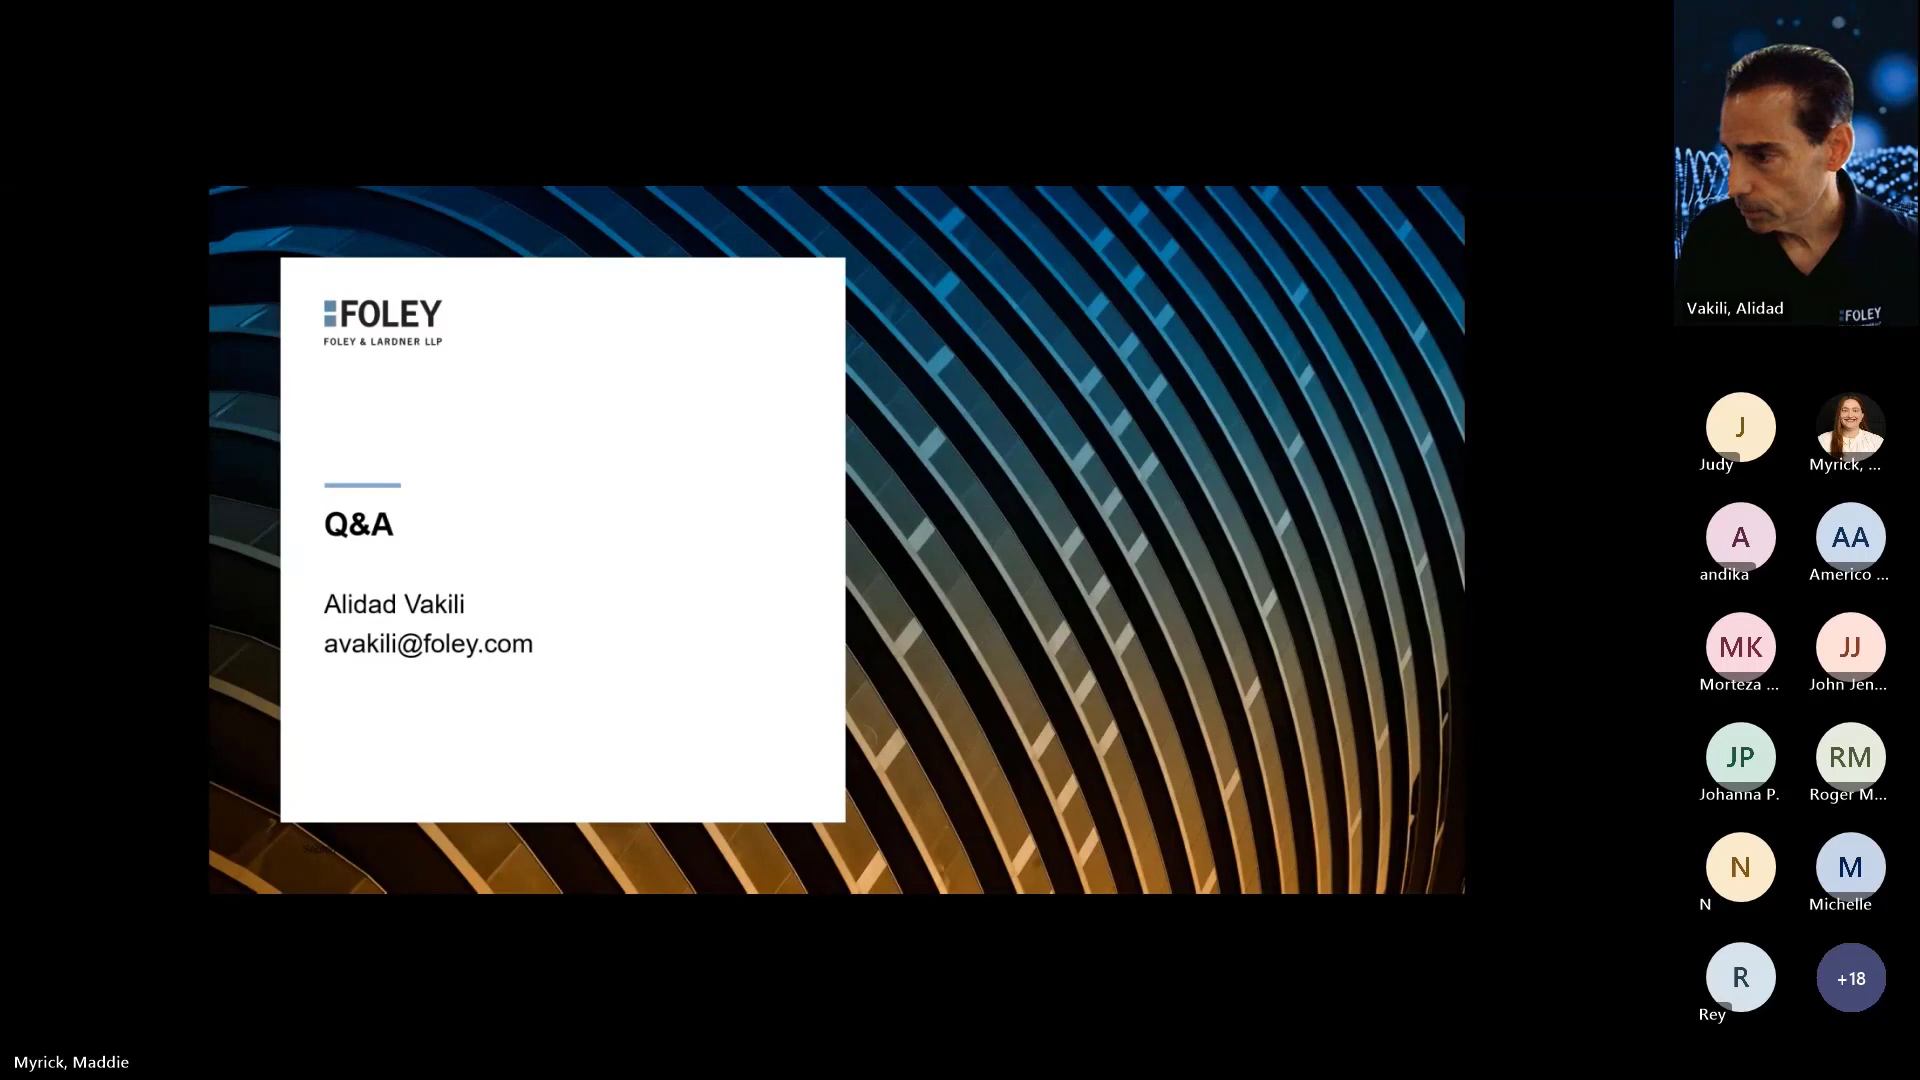 FOLEY
FOLEY & LARDNER LLP
Q&A
Alidad Vakili
avakili@foley.com
Vakili, Alidad
FOLEY
J
Judy
Myrick, ...
A
andika
AA
Americo ...
MK
Morteza ...
JJ
John Jen...
JP
Johanna P.
RM
Roger M...
N
N
M
Michelle
R
Rey
+18
Myrick, Maddie